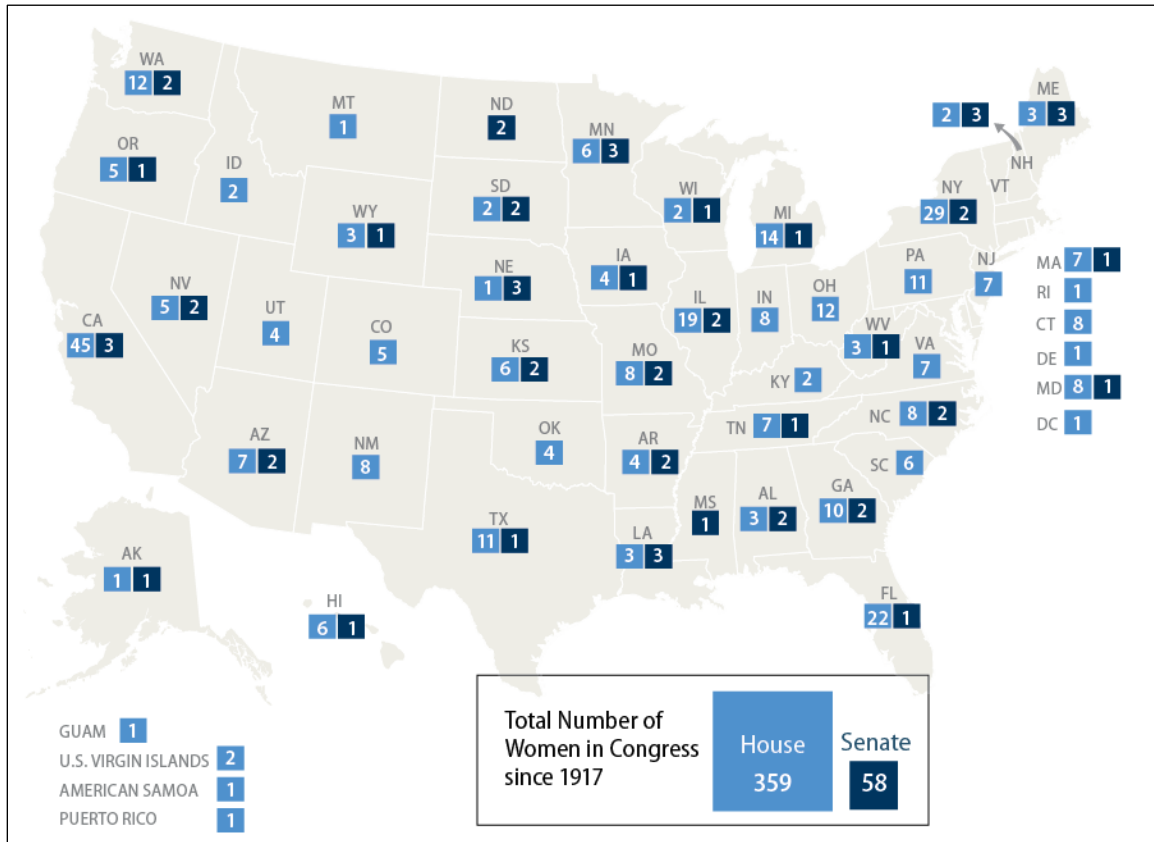 WA
12 2
MT
1
ND
2
MN
6 3
2 3
ME
3 3
NH
VT
OR
5 1
ID
2
SD
2 2
WI
2 1
MI
14 1
NY
29 2
WY
3 1
NE
1 3
IA
4 1
PA
11
NJ
7
MA 7 1
RI 1
CT 8
DE 1
MD 8 1
DC 1
NV
5 2
UT
4
CO
5
CA
45 3
KS
6 2
MO
8 2
IL
19 2
IN
8
OH
12
WV
3 1
VA
7
KY 2
TN 7 1
NC 8 2
SC 6
AZ
7 2
NM
8
OK
4
AR
4 2
MS
1
AL
3 2
GA
10 2
TX
11 1
LA
3 3
FL
22 1
AK
1 1
HI
6 1
GUAM 1
U.S. VIRGIN ISLANDS 2
AMERICAN SAMOA 1
PUERTO RICO 1
Total Number of
Women in Congress
since 1917
House
359
Senate
58